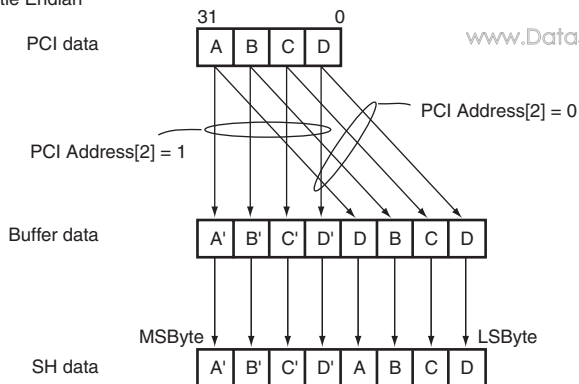 tle Endian
31 0
PCI data A B C D
www.Data
PCI Address[2] = 0
PCI Address[2] = 1
Buffer data A' B' C' D' D B C D
MSByte LSByte
SH data A' B' C' D' A B C D